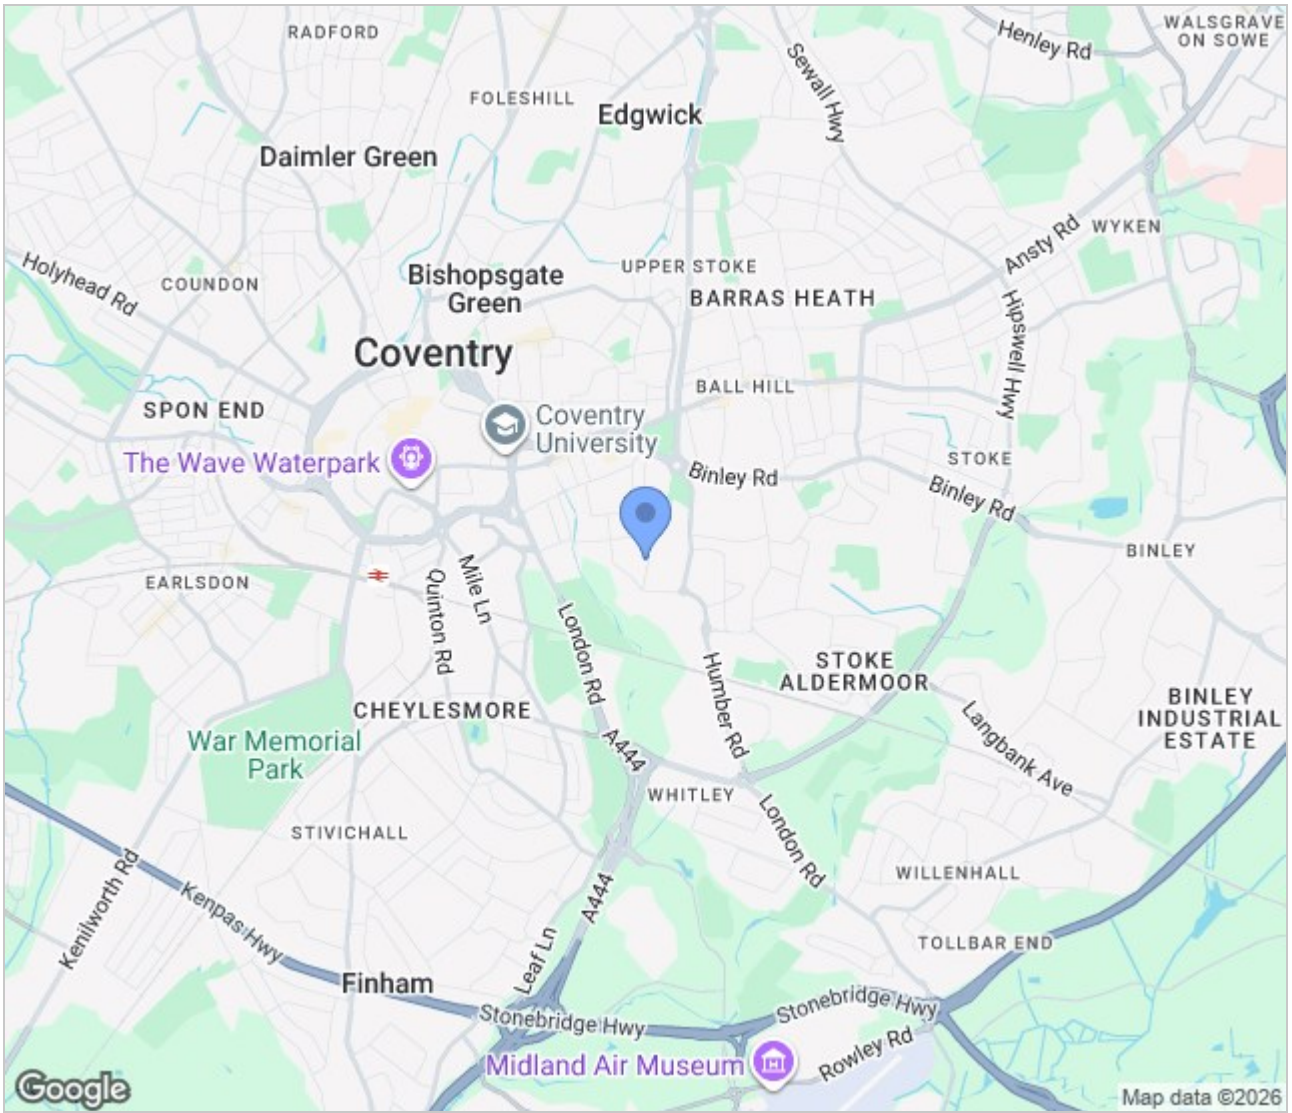 RADFORD
Henley Rd
WALSGRAVE
ON SOWE
Sewall Hwy
FOLESHILL
Edgwick
Daimler Green
Ansty Rd
WYKEN
Holyhead Rd
COUNDON
Bishopsgate
Green
UPPER STOKE
BARRAS HEATH
Hipswell Hwy
Coventry
BALL HILL
SPON END
Coventry
University
The Wave Waterpark
Binley Rd
STOKE
Binley Rd
BINLEY
EARLSDON
Mile Ln
Quinton Rd
London Rd
Humber Rd
STOKE
ALDERMOOR
CHEYLESMORE
War Memorial
Park
A444
Langbank Ave
BINLEY
INDUSTRIAL
ESTATE
WHITLEY
London Rd
STIVICHALL
WILLENHALL
Kenilworth Rd
Kenpas Hwy
A444
Leaf Ln
TOLLBAR END
Finham
Stonebridge Hwy
Stonebridge Hwy
Midland Air Museum
Rowley Rd
Google
Map data ©2026